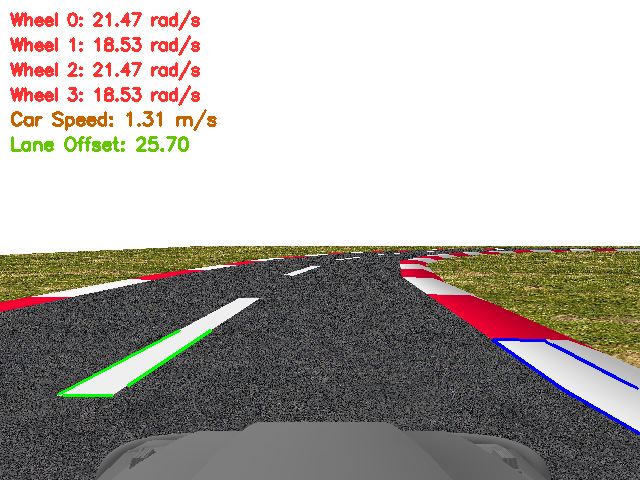 Wheel 0: 21.47 rad/s
Wheel 1: 18.53 rad/s
Wheel 2: 21.47 rad/s
Wheel 3: 18.53 rad/s
Car Speed: 1.31 m/s
Lane Offset: 25.70